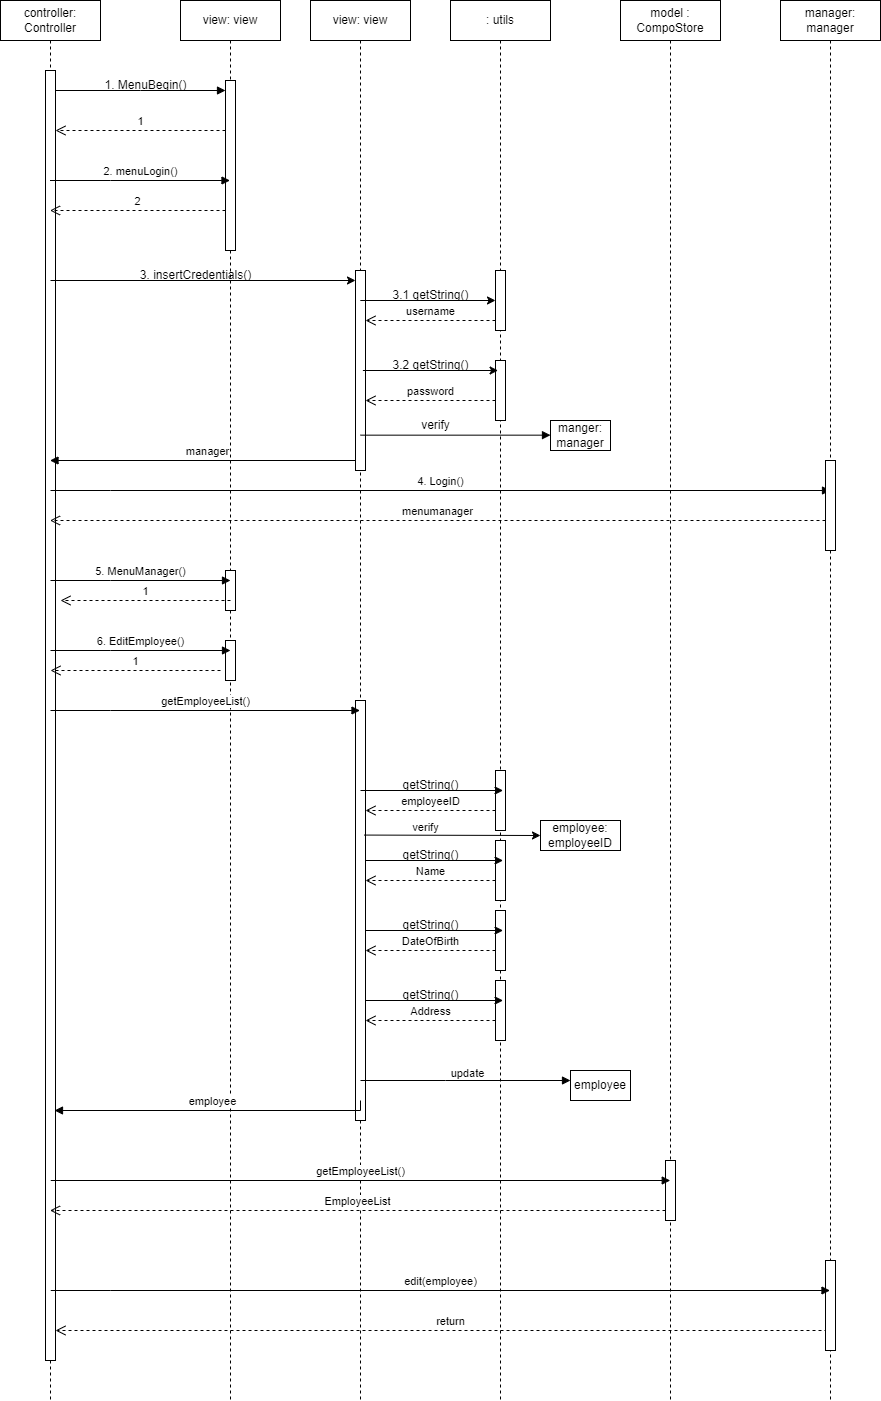 controller:
Controller
view: view
view: view
: utils
model :
CompoStore
manager:
manager
1. MenuBegin()
1
2. menuLogin()
2
3. insertCredentials()
3.1 getString()
username
3.2 getString()
password
verify
manger:
manager
manager
4. Login()
menumanager
5. MenuManager()
1
6. EditEmployee()
1
getEmployeeList()
getString()
employeeID
verify
employee:
employeeID
getString()
Name
getString()
DateOfBirth
getString()
Address
update
employee
employee
getEmployeeList()
EmployeeList
edit(employee)
return